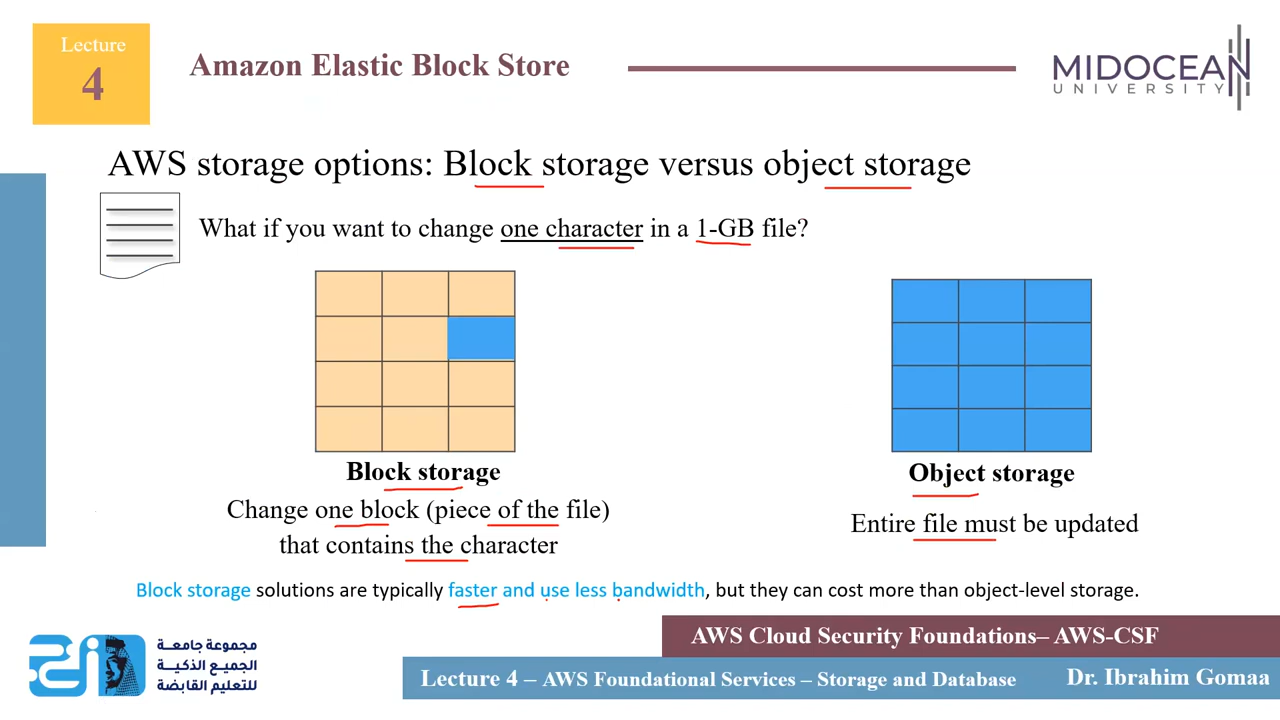 Lecture
4
Amazon Elastic Block Store
MIDOCEAN
UNIVERSITY
AWS storage options: Block storage versus object storage
What if you want to change one character in a 1-GB file?
Block storage
Change one block (piece of the file)
that contains the character
Object storage
Entire file must be updated
Block storage solutions are typically faster and use less bandwidth, but they can cost more than object-level storage.
مجموعة جامعة
الجميع الذكية
للتعليم القابضة
AWS Cloud Security Foundations– AWS-CSF
Lecture 4 – AWS Foundational Services – Storage and Database
Dr. Ibrahim Gomaa